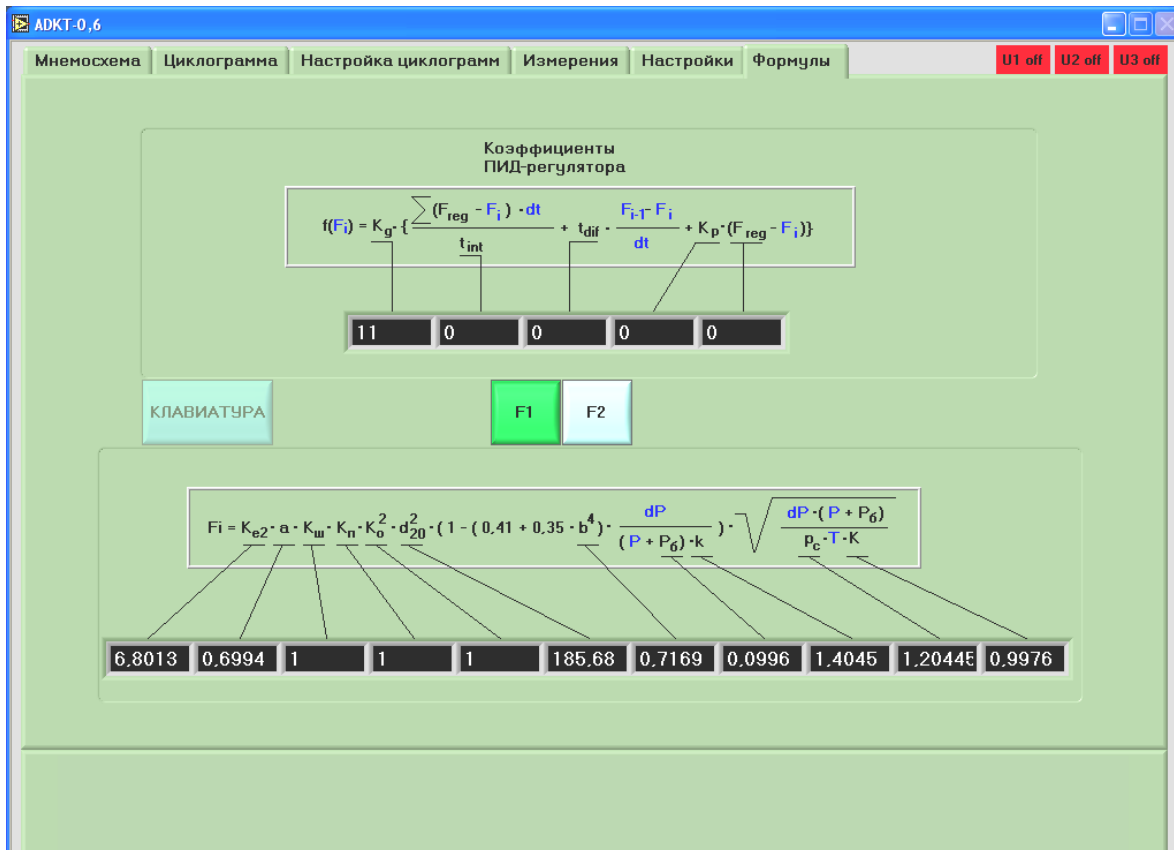 ADKT-0,6
Мнемосхема Циклограмма Настройка циклограмм Измерения Настройки Формулы U1 off U2 off U3 off
Коэффициенты
ПИД-регулятора
f(Fi) = Kg · { ∑(Freg - Fi) · dt / tint + tdif · Fi-1 - Fi / dt + Kp · (Freg - Fi)}
11 0 0 0 0
КЛАВИАТУРА F1 F2
Fi = Ke2 · a · Kш · Kп · Ko² · d20² · (1 - (0,41 + 0,35 · b⁴) · dP / (P + Pб) · k) · √ dP · (P + Pб) / pc · T · K
6,8013 0,6994 1 1 1 185,68 0,7169 0,0996 1,4045 1,20445 0,9976